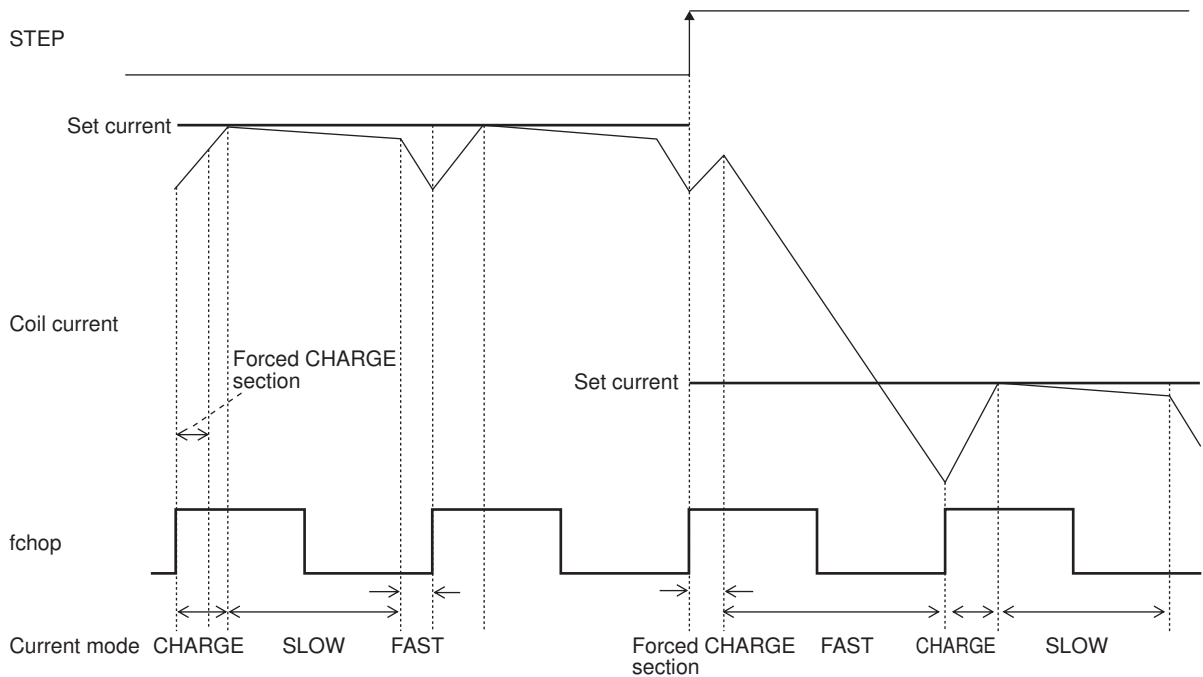 STEP
Set current
Coil current
Forced CHARGE
section
Set current
fchop
Current mode CHARGE SLOW FAST Forced CHARGE FAST CHARGE SLOW
section